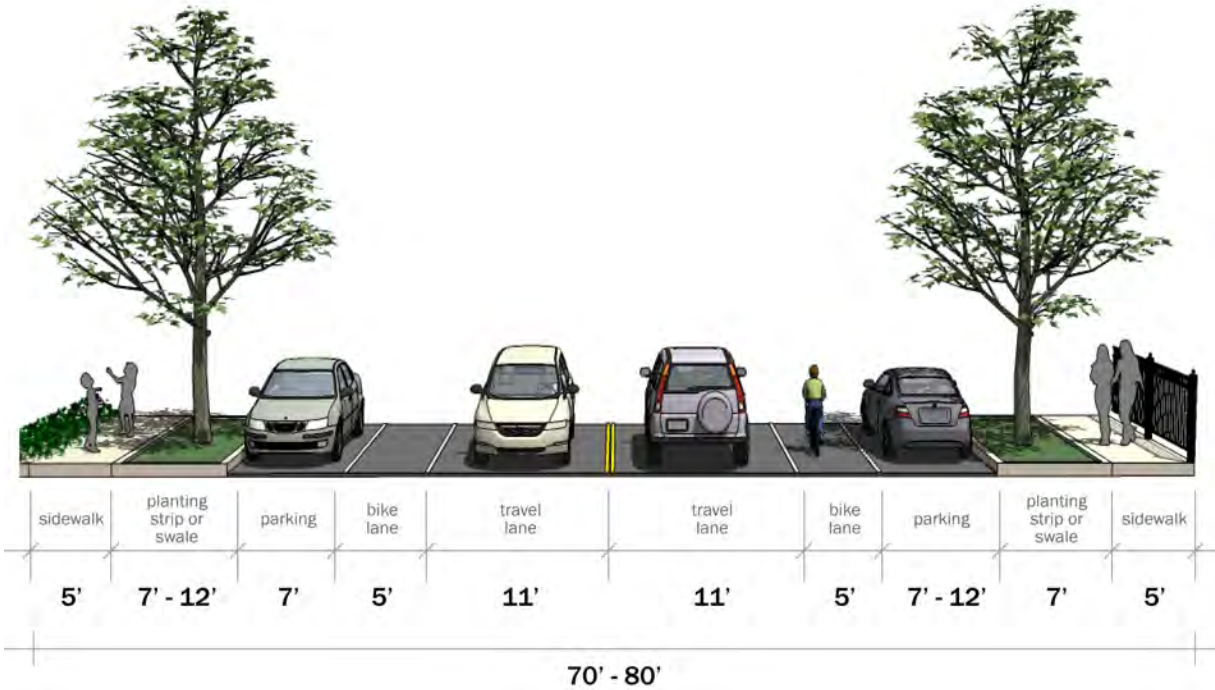 sidewalk
planting
strip or
swale
parking
bike
lane
travel
lane
travel
lane
bike
lane
parking
planting
strip or
swale
sidewalk
5’ 7’ - 12’ 7’ 5’ 11’ 11’ 5’ 7’ - 12’ 7’ 5’
70’ - 80’